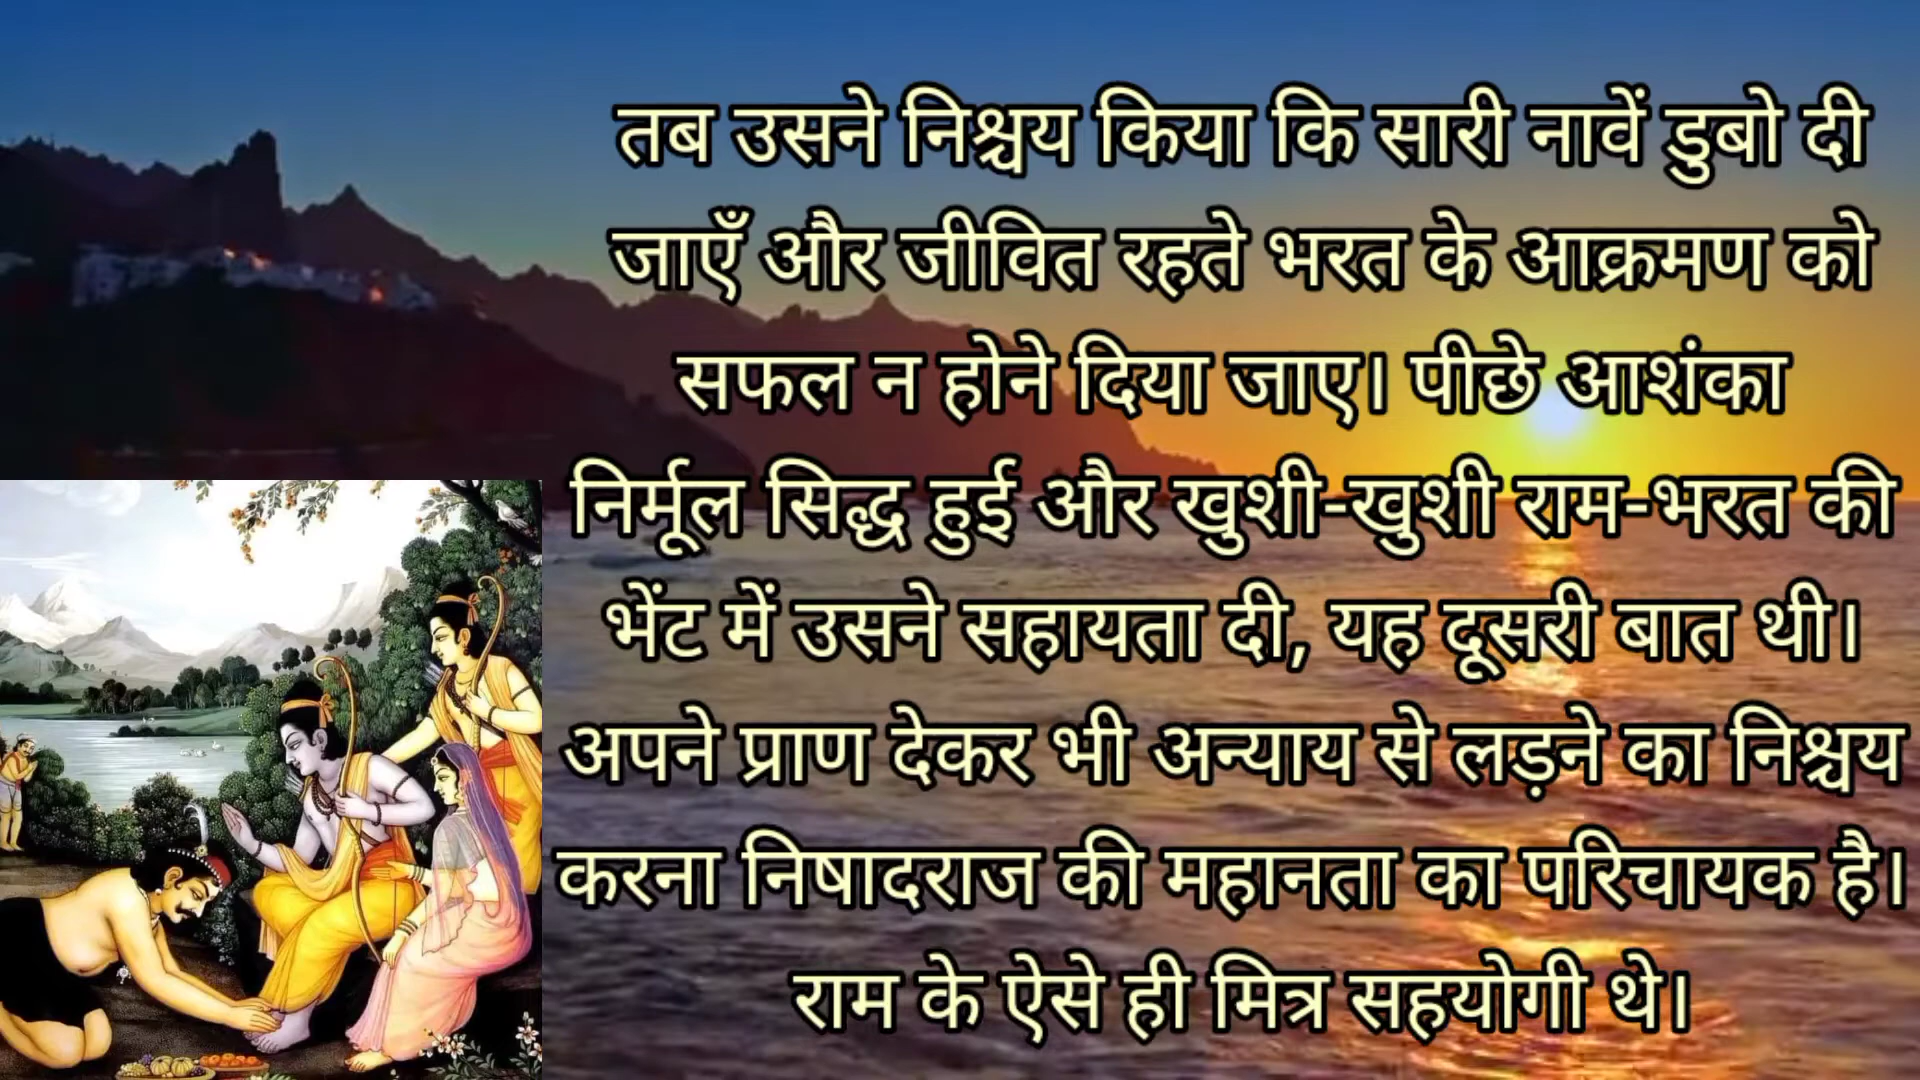 तब उसने निश्चय किया कि सारी नावें डुबो दी
जाएँ और जीवित रहते भरत के आक्रमण को
सफल न होने दिया जाए। पीछे आशंका
निर्मूल सिद्ध हुई और खुशी-खुशी राम-भरत की
भेंट में उसने सहायता दी, यह दूसरी बात थी।
अपने प्राण देकर भी अन्याय से लड़ने का निश्चय
करना निषादराज की महानता का परिचायक है।
राम के ऐसे ही मित्र सहयोगी थे।